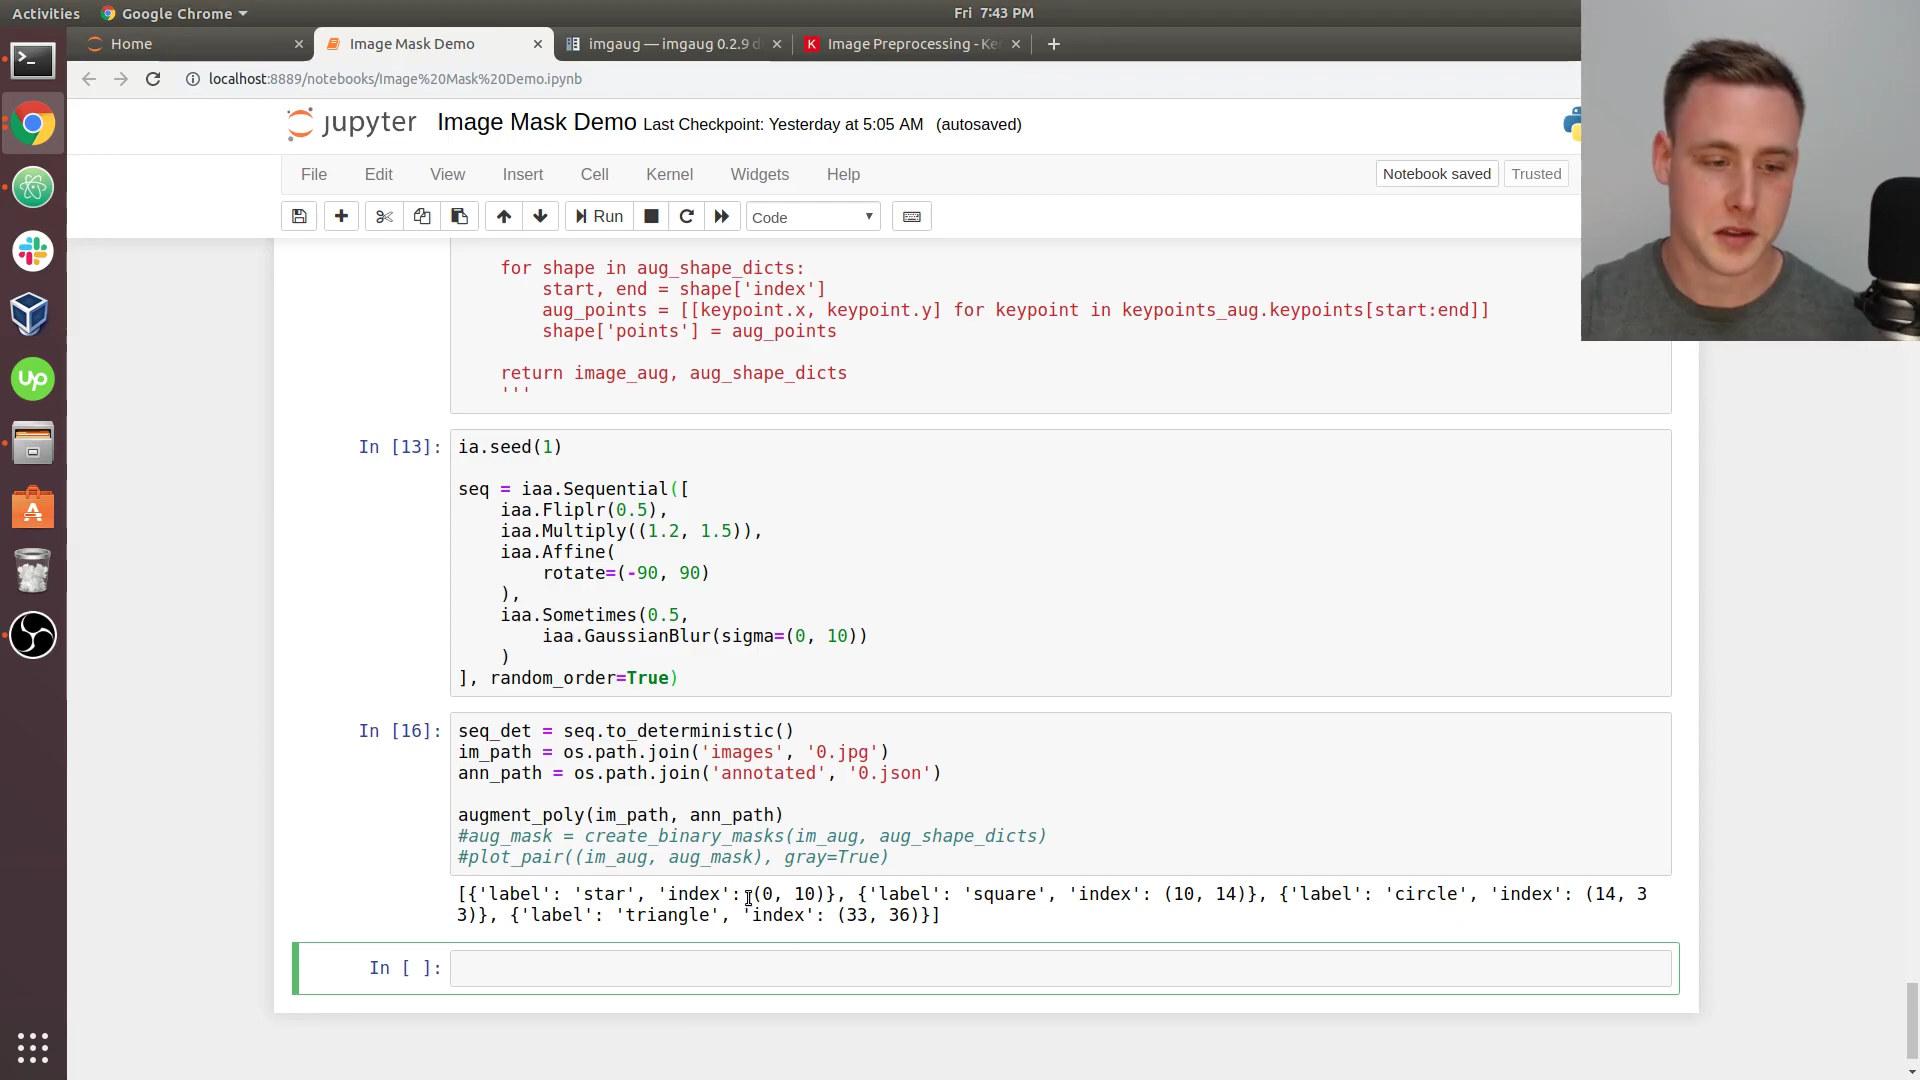 Activities
Google Chrome
Fri 7:43 PM
Home
Image Mask Demo
imgaug — imgaug 0.2.9 d
Image Preprocessing - Ke
localhost:8889/notebooks/Image%20Mask%20Demo.ipynb
jupyter
Image Mask Demo
Last Checkpoint: Yesterday at 5:05 AM
(autosaved)
File
Edit
View
Insert
Cell
Kernel
Widgets
Help
Notebook saved
Trusted
Run
Code
for shape in aug_shape_dicts:
start, end = shape['index']
aug_points = [[keypoint.x, keypoint.y] for keypoint in keypoints_aug.keypoints[start:end]]
shape['points'] = aug_points
return image_aug, aug_shape_dicts
'''
In [13]:
ia.seed(1)
seq = iaa.Sequential([
iaa.Fliplr(0.5),
iaa.Multiply((1.2, 1.5)),
iaa.Affine(
rotate=(-90, 90)
),
iaa.Sometimes(0.5,
iaa.GaussianBlur(sigma=(0, 10))
)
], random_order=True)
In [16]:
seq_det = seq.to_deterministic()
im_path = os.path.join('images', '0.jpg')
ann_path = os.path.join('annotated', '0.json')
augment_poly(im_path, ann_path)
#aug_mask = create_binary_masks(im_aug, aug_shape_dicts)
#plot_pair((im_aug, aug_mask), gray=True)
[{'label': 'star', 'index': (0, 10)}, {'label': 'square', 'index': (10, 14)}, {'label': 'circle', 'index': (14, 3
3)}, {'label': 'triangle', 'index': (33, 36)}]
In [ ]:
Up